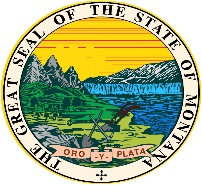 THE GREAT SEAL OF THE STATE OF MONTANA
ORO Y PLATA